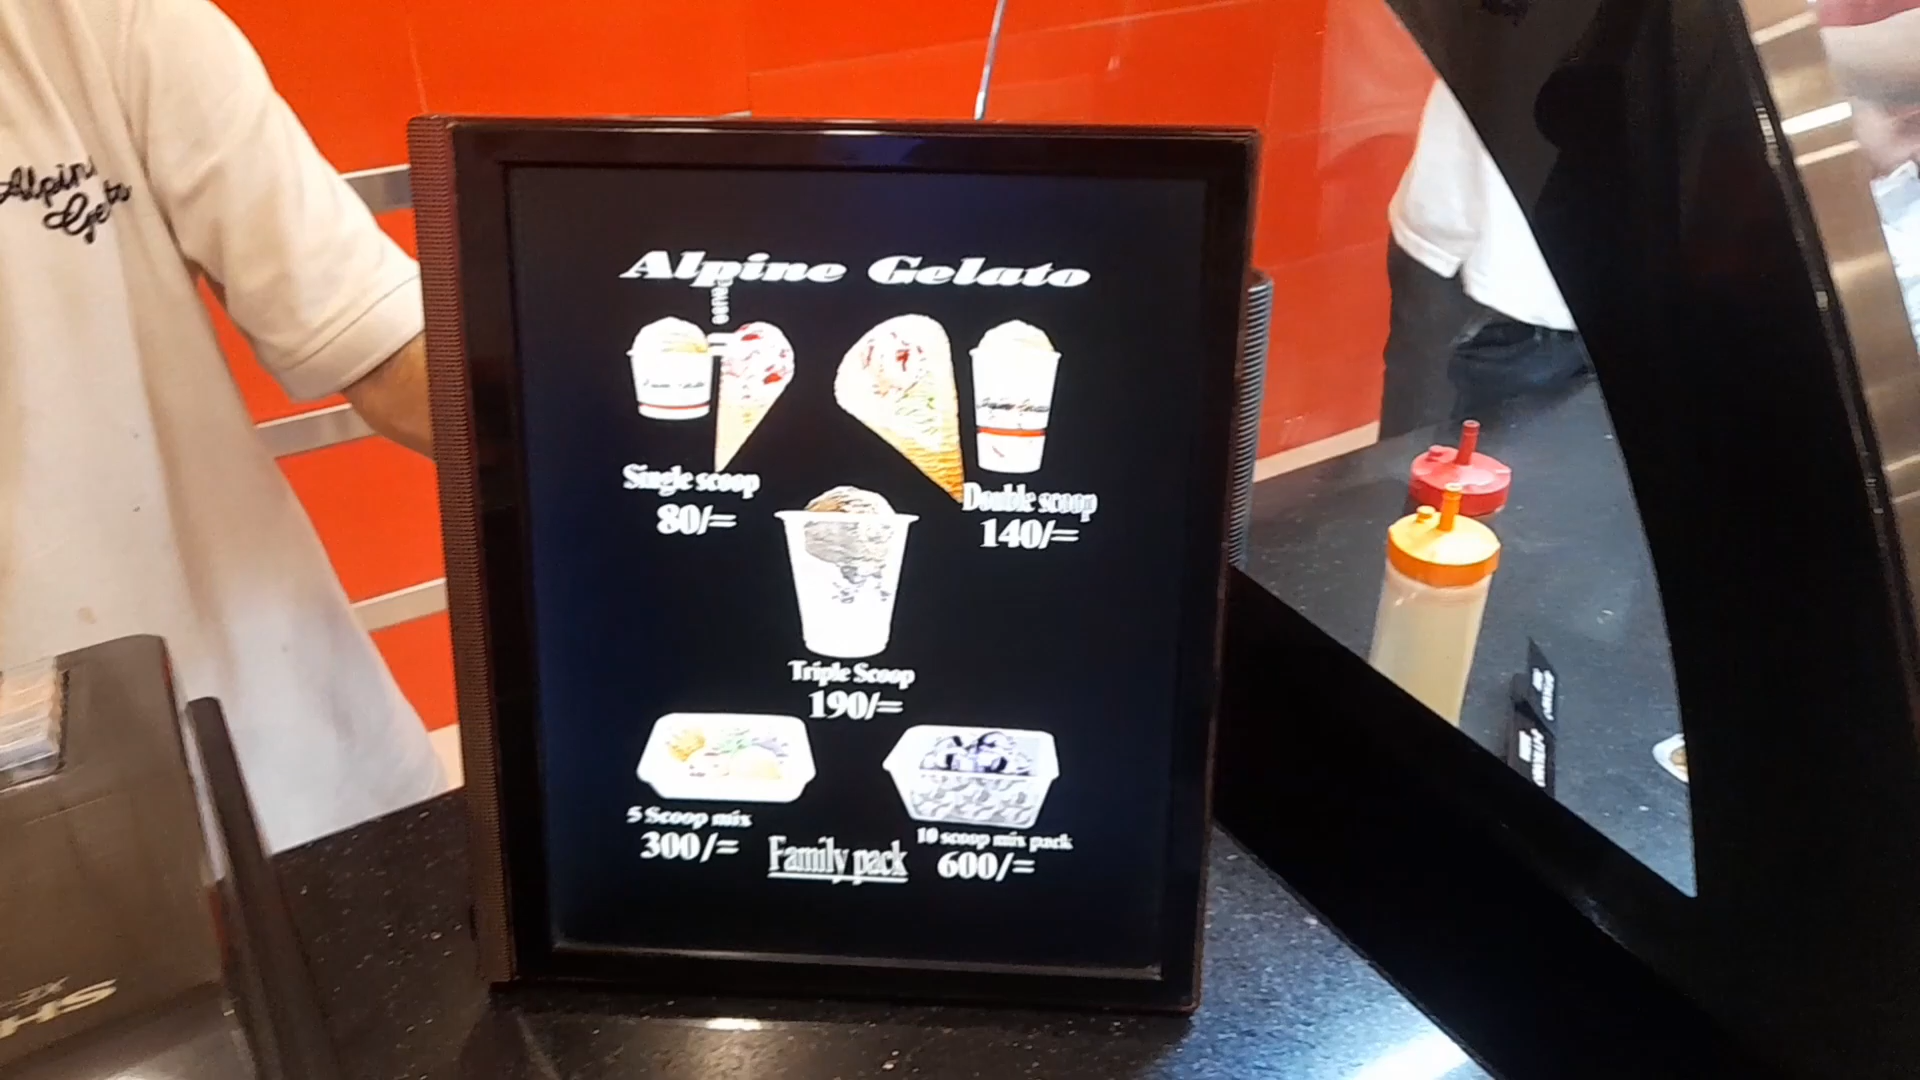 Alpine Gelato
Single scoop
80/=
Double scoop
140/=
Triple Scoop
190/=
5 Scoop mix
300/=
Family pack
10 scoop mix pack
600/=